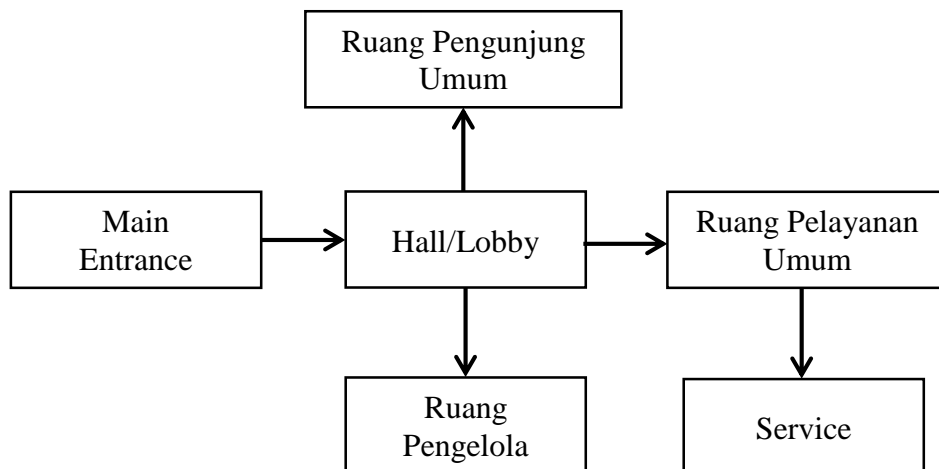 Ruang Pengunjung
Umum
Main
Entrance
Hall/Lobby
Ruang Pelayanan
Umum
Ruang
Pengelola
Service